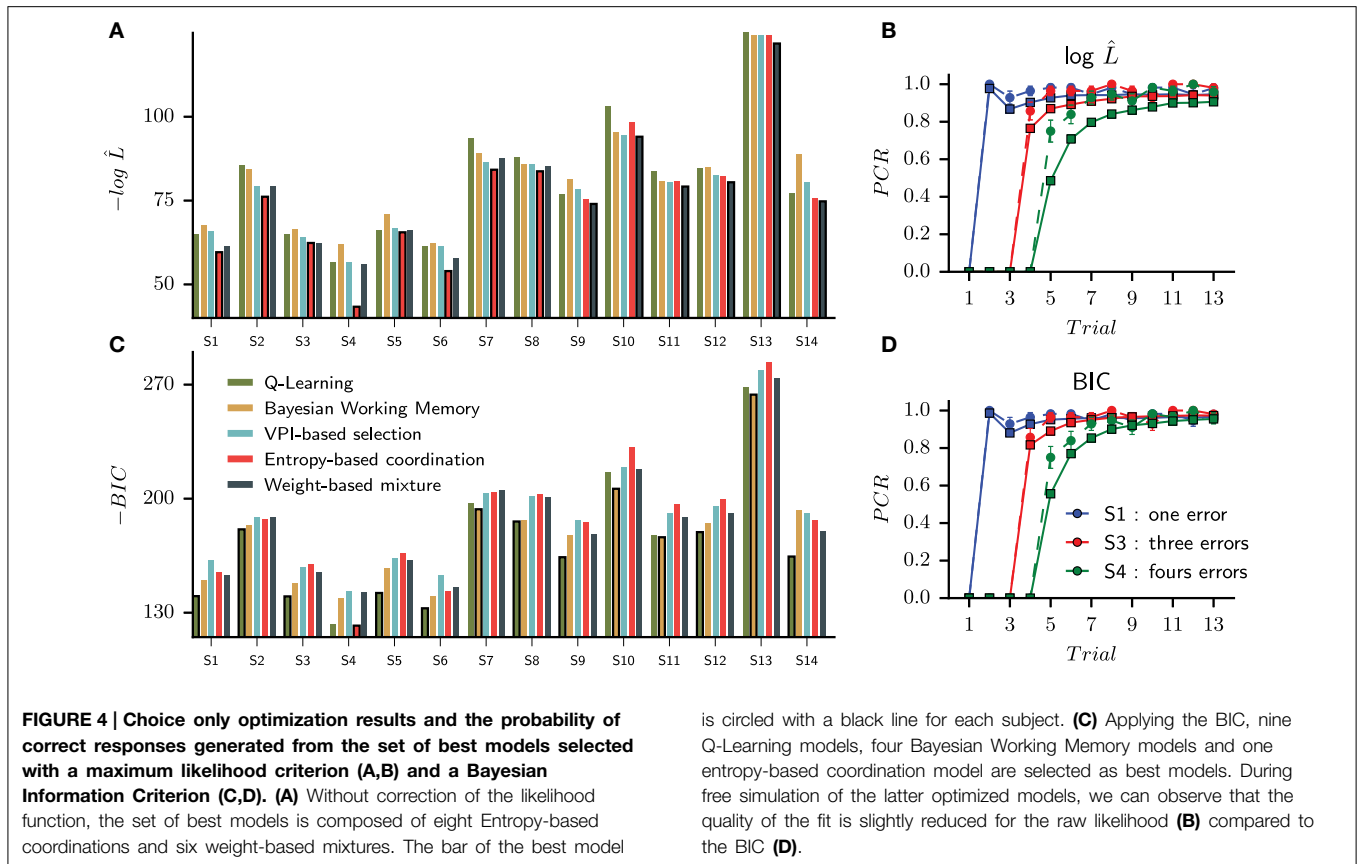 A
−log L̂
100
75
50
S1 S2 S3 S4 S5 S6 S7 S8 S9 S10 S11 S12 S13 S14
B
log L̂
PCR
1.0
0.8
0.6
0.4
0.2
0.0
1 3 5 7 9 11 13
Trial
C
−BIC
270
200
130
Q-Learning
Bayesian Working Memory
VPI-based selection
Entropy-based coordination
Weight-based mixture
S1 S2 S3 S4 S5 S6 S7 S8 S9 S10 S11 S12 S13 S14
D
BIC
PCR
1.0
0.8
0.6
0.4
0.2
0.0
S1 : one error
S3 : three errors
S4 : fours errors
1 3 5 7 9 11 13
Trial
FIGURE 4 | Choice only optimization results and the probability of
correct responses generated from the set of best models selected
with a maximum likelihood criterion (A,B) and a Bayesian
Information Criterion (C,D). (A) Without correction of the likelihood
function, the set of best models is composed of eight Entropy-based
coordinations and six weight-based mixtures. The bar of the best model
is circled with a black line for each subject. (C) Applying the BIC, nine
Q-Learning models, four Bayesian Working Memory models and one
entropy-based coordination model are selected as best models. During
free simulation of the latter optimized models, we can observe that the
quality of the fit is slightly reduced for the raw likelihood (B) compared to
the BIC (D).